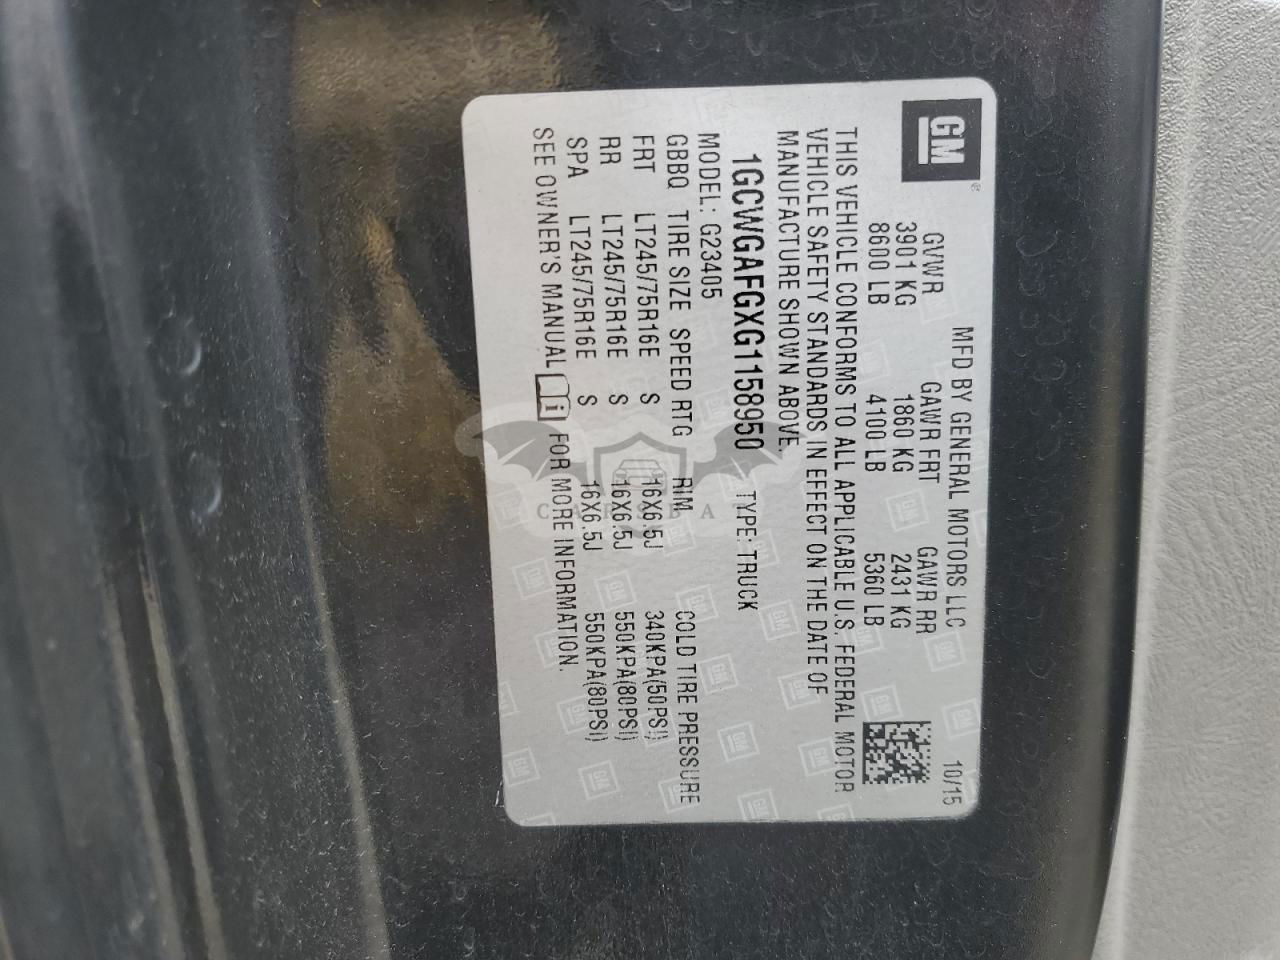 GM ®
MFD BY GENERAL MOTORS LLC 10/15
GVWR GAWR FRT GAWR RR
3901 KG 1860 KG 2431 KG
8600 LB 4100 LB 5360 LB
THIS VEHICLE CONFORMS TO ALL APPLICABLE U.S. FEDERAL MOTOR
VEHICLE SAFETY STANDARDS IN EFFECT ON THE DATE OF
MANUFACTURE SHOWN ABOVE.
1GCWGAFGXG1158950 TYPE: TRUCK
MODEL: G23405
GBBQ TIRE SIZE SPEED RTG RIM COLD TIRE PRESSURE
FRT LT245/75R16E S 16X6.5J 340KPA(50PSI)
RR LT245/75R16E S 16X6.5J 550KPA(80PSI)
SPA LT245/75R16E S 16X6.5J 550KPA(80PSI)
SEE OWNER'S MANUAL i FOR MORE INFORMATION.
CARSBAT